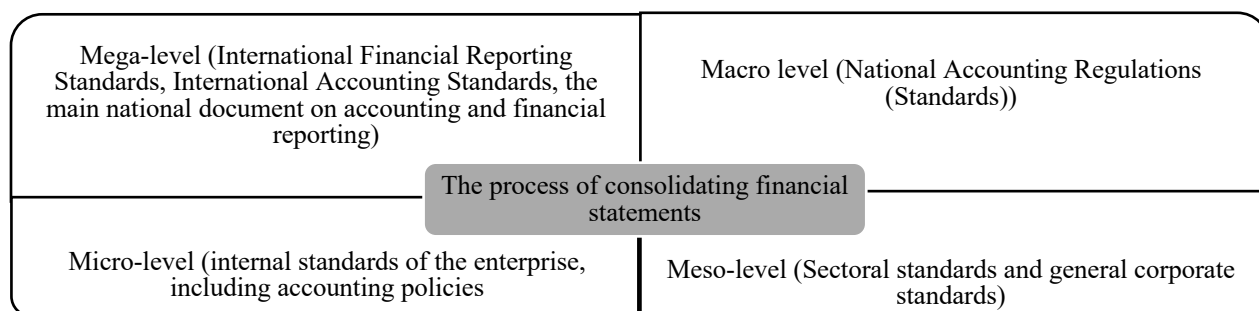 Mega-level (International Financial Reporting
Standards, International Accounting Standards, the
main national document on accounting and financial
reporting)
Macro level (National Accounting Regulations
(Standards))
The process of consolidating financial
statements
Micro-level (internal standards of the enterprise,
including accounting policies
Meso-level (Sectoral standards and general corporate
standards)